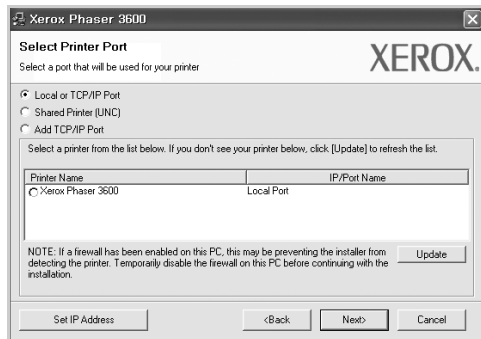 Xerox Phaser 3600
Select Printer Port
Select a port that will be used for your printer
XEROX.
Local or TCP/IP Port
Shared Printer (UNC)
Add TCP/IP Port
Select a printer from the list below. If you don't see your printer below, click [Update] to refresh the list.
Printer Name IP/Port Name
Xerox Phaser 3600 Local Port
NOTE: If a firewall has been enabled on this PC, this may be preventing the installer from
detecting the printer. Temporarily disable the firewall on this PC before continuing with the
installation.
Update
Set IP Address <Back Next> Cancel